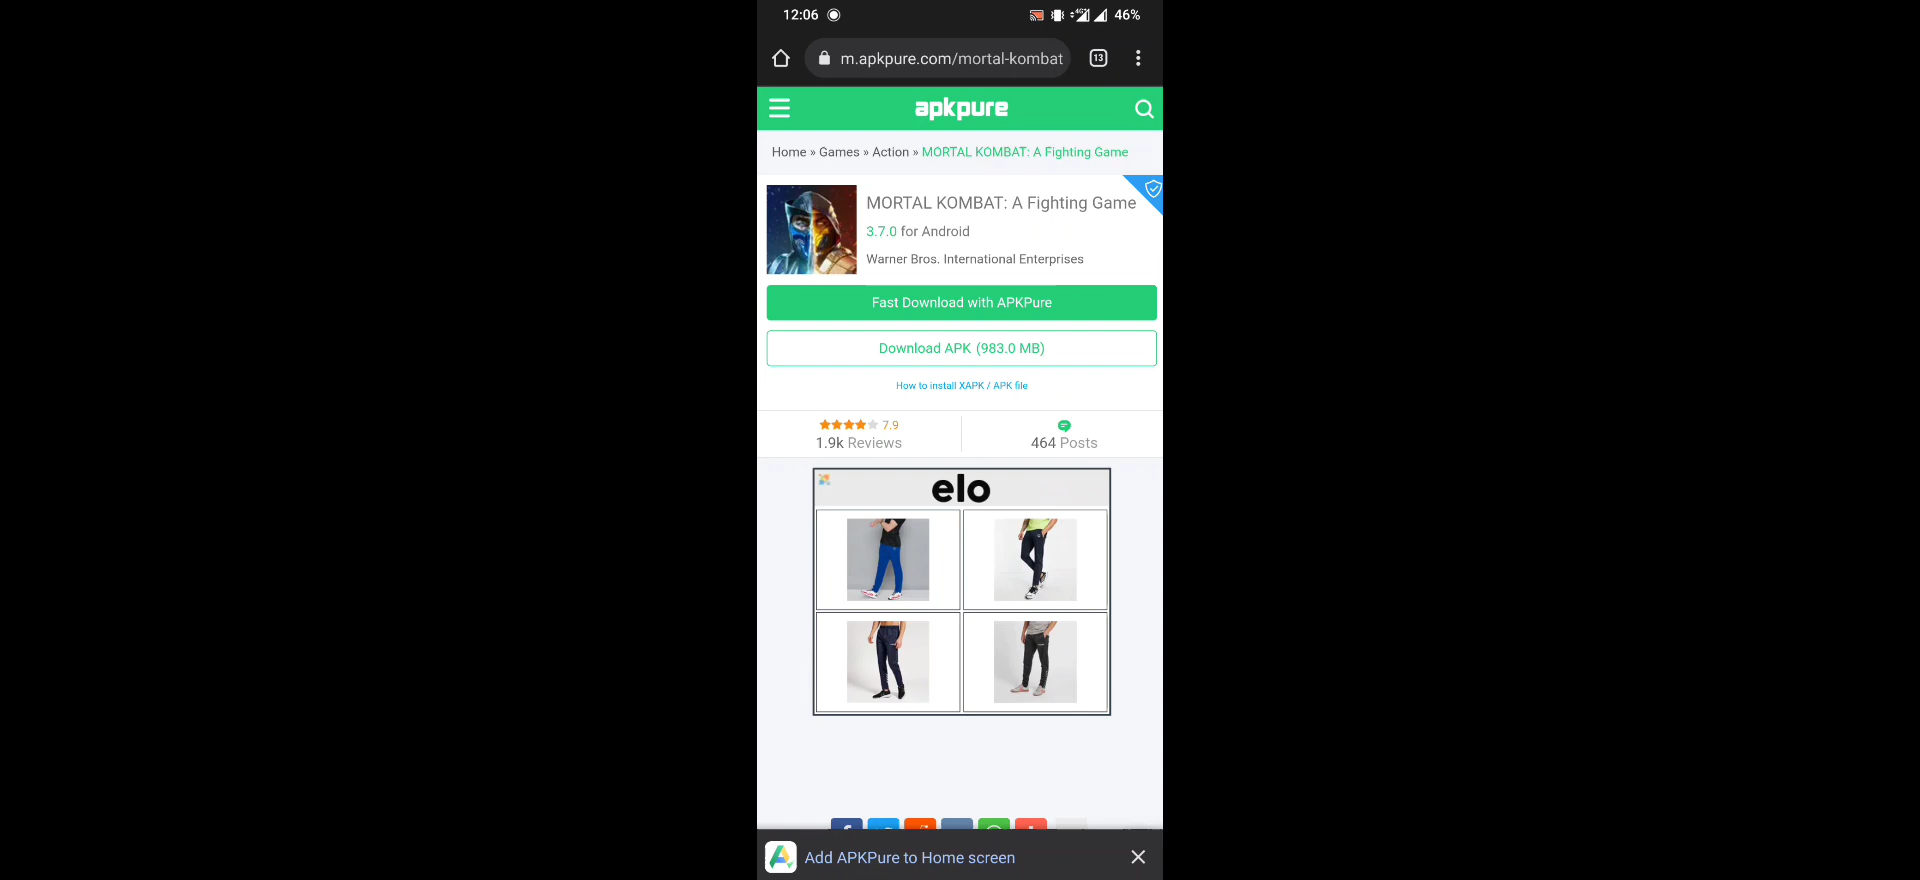 12:06 4G 46%
m.apkpure.com/mortal-kombat 13
apkpure
Home » Games » Action » MORTAL KOMBAT: A Fighting Game
MORTAL KOMBAT: A Fighting Game
3.7.0 for Android
Warner Bros. International Enterprises
Fast Download with APKPure
Download APK (983.0 MB)
How to install XAPK / APK file
7.9
1.9k Reviews
464 Posts
elo
Add APKPure to Home screen